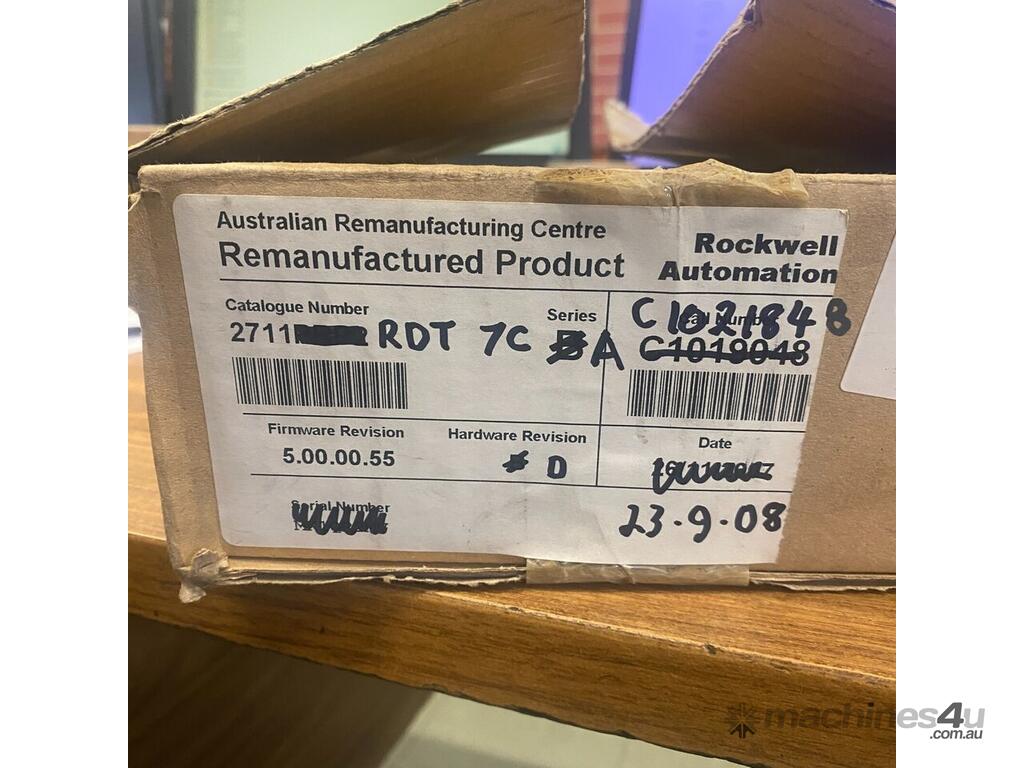 Australian Remanufacturing Centre
Remanufactured Product
Rockwell
Automation
Catalogue Number
Series
2711 RDT 7C A
C1021848
C1019048
Firmware Revision
Hardware Revision
Date
5.00.00.55
D
Serial Number
23.9.08
machines4u
.com.au